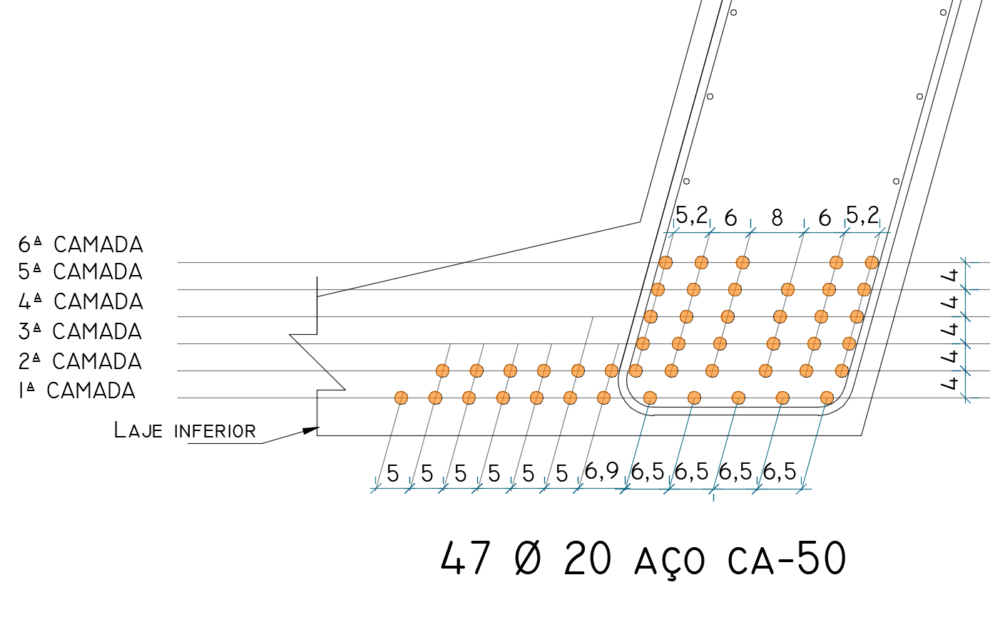 5,2 6 8 6 5,2
6ª CAMADA
5ª CAMADA
4
4ª CAMADA
4
3ª CAMADA
4
2ª CAMADA
4
1ª CAMADA
4
LAJE INFERIOR
5 5 5 5 5 5 6,9 6,5 6,5 6,5 6,5
47 Ø 20 AÇO CA-50